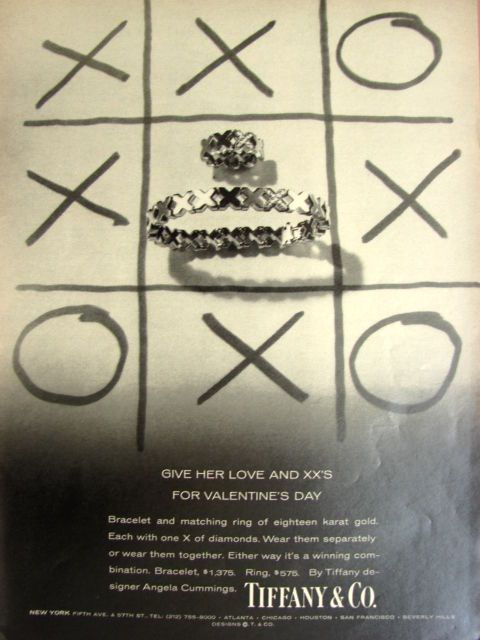 X X O
X X
O X O
GIVE HER LOVE AND XX'S
FOR VALENTINE'S DAY
Bracelet and matching ring of eighteen karat gold.
Each with one X of diamonds. Wear them separately
or wear them together. Either way it's a winning com-
bination. Bracelet, $1,375. Ring, $575. By Tiffany de-
signer Angela Cummings. TIFFANY & CO.
NEW YORK FIFTH AVE. & 57TH ST. TEL: (212) 755-8000 • ATLANTA • CHICAGO • HOUSTON • SAN FRANCISCO • BEVERLY HILLS
DESIGNS © T. & CO.